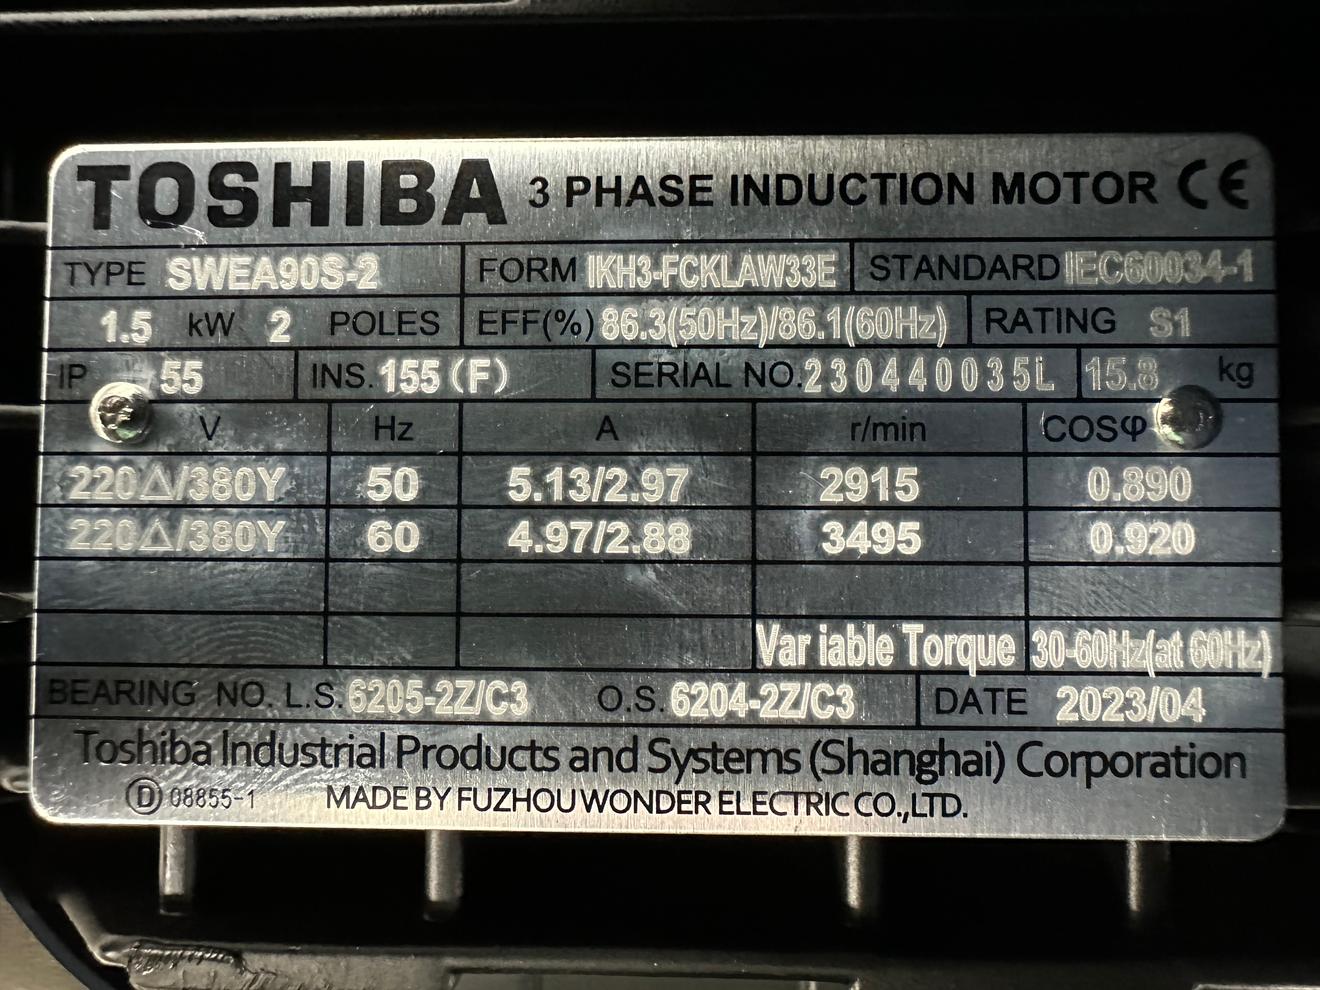 TOSHIBA 3 PHASE INDUCTION MOTOR CE
TYPE SWEA90S-2 FORM IKH3-FCKLAW33E STANDARD IEC60034-1
1.5 kW 2 POLES EFF(%) 86.3(50Hz)/86.1(60Hz) RATING S1
IP 55 INS. 155(F) SERIAL NO. 230440035L 15.8 kg
V Hz A r/min COSφ
220△/380Y 50 5.13/2.97 2915 0.890
220△/380Y 60 4.97/2.88 3495 0.920
Variable Torque 30-60Hz(at 60Hz)
BEARING NO. L.S. 6205-2Z/C3 O.S. 6204-2Z/C3 DATE 2023/04
Toshiba Industrial Products and Systems (Shanghai) Corporation
Ⓓ 08855-1 MADE BY FUZHOU WONDER ELECTRIC CO.,LTD.